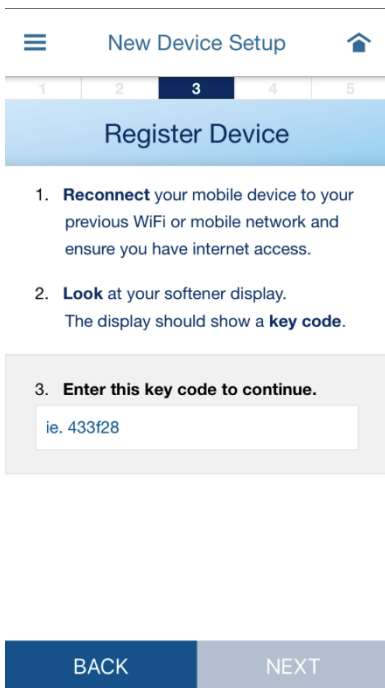 New Device Setup
1 2 3 4 5
Register Device
1. Reconnect your mobile device to your
previous WiFi or mobile network and
ensure you have internet access.
2. Look at your softener display.
The display should show a key code.
3. Enter this key code to continue.
ie. 433f28
BACK NEXT